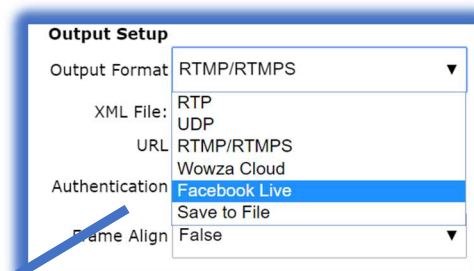 Output Setup
Output Format RTMP/RTMPS ▼
RTP
XML File:
UDP
URL RTMP/RTMPS
Wowza Cloud
Authentication Facebook Live
Save to File
Frame Align False ▼